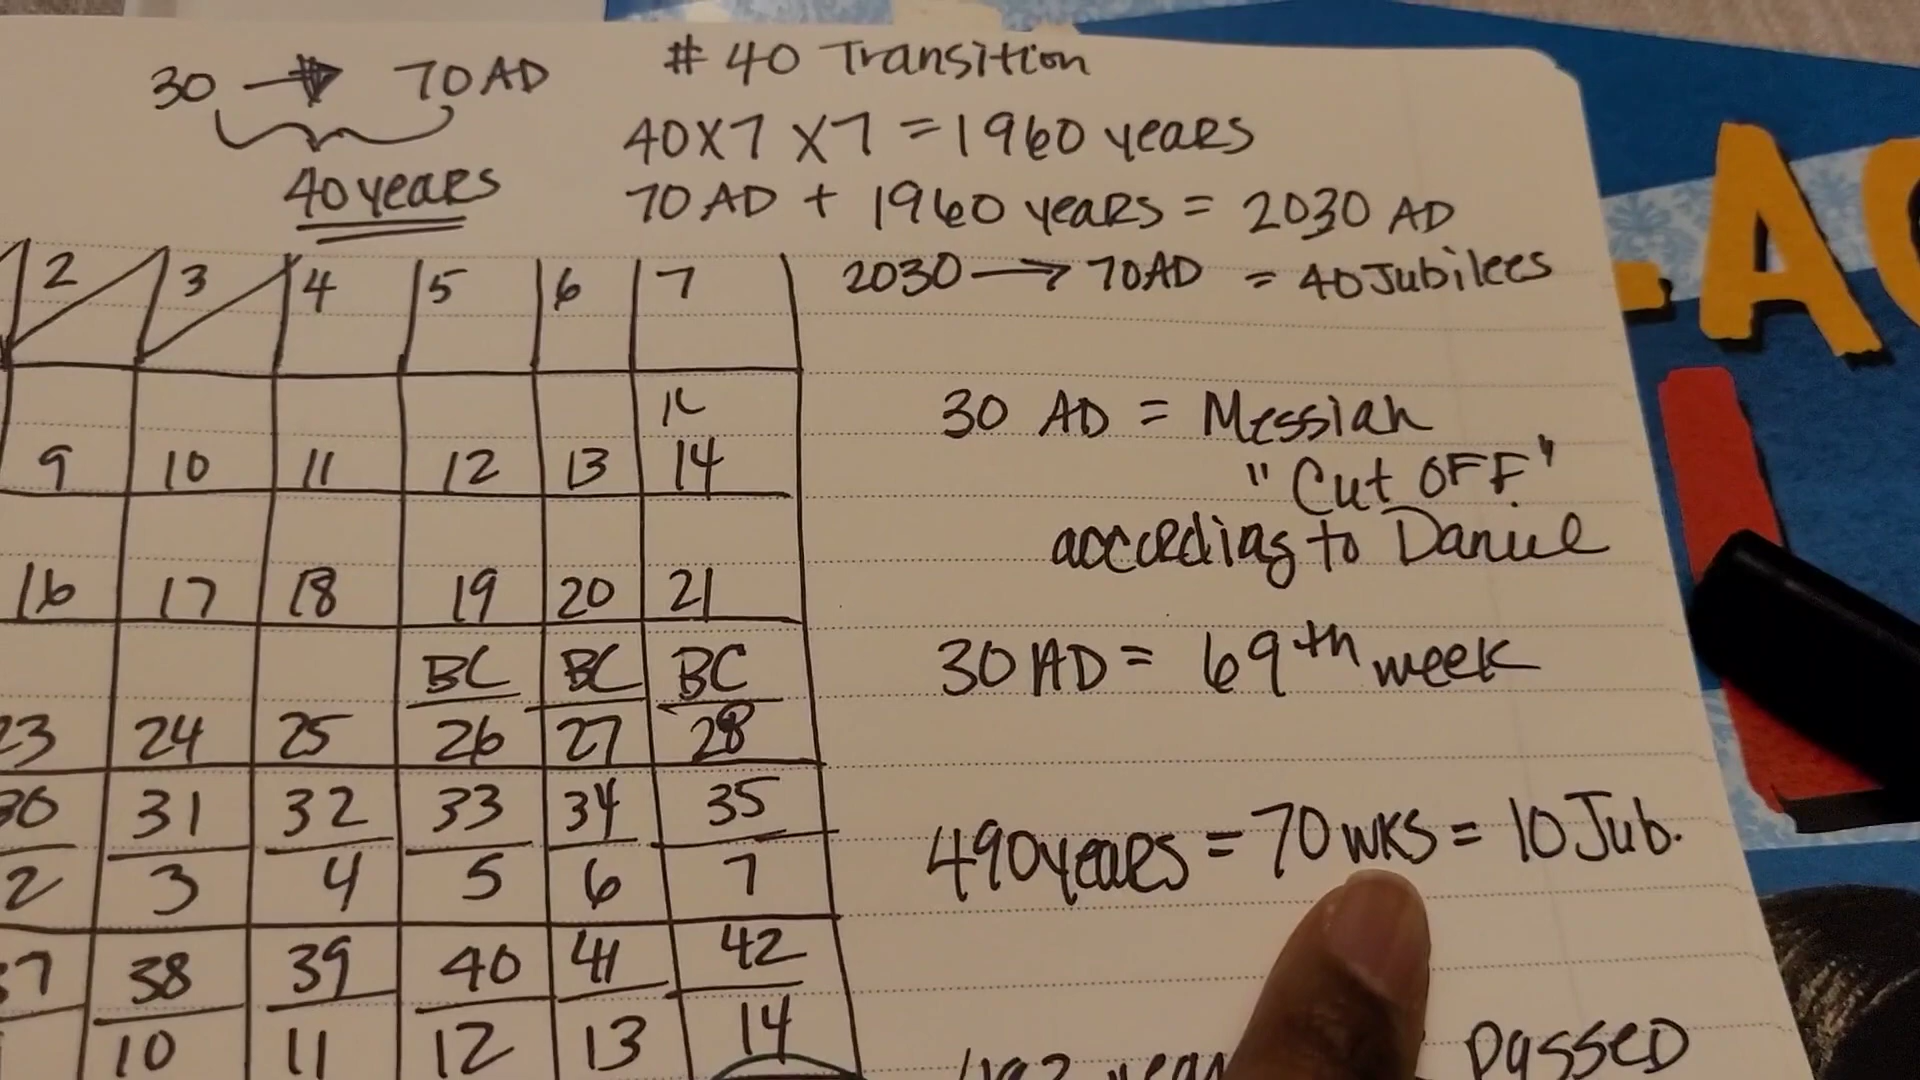 30 → 70 AD
40 years
# 40 Transition
40 X 7 X 7 = 1960 years
70 AD + 1960 years = 2030 AD
2030 → 70 AD = 40 Jubilees
2 3 4 5 6 7
9 10 11 12 13 14
16 17 18 19 20 21
BC BC BC
23 24 25 26 27 28
30 31 32 33 34 35
2 3 4 5 6 7
37 38 39 40 41 42
10 11 12 13 14
30 AD = Messiah
"Cut OFF"
according to Daniel
30 AD = 69th week
490 years = 70 WKS = 10 Jub.
passed
-A